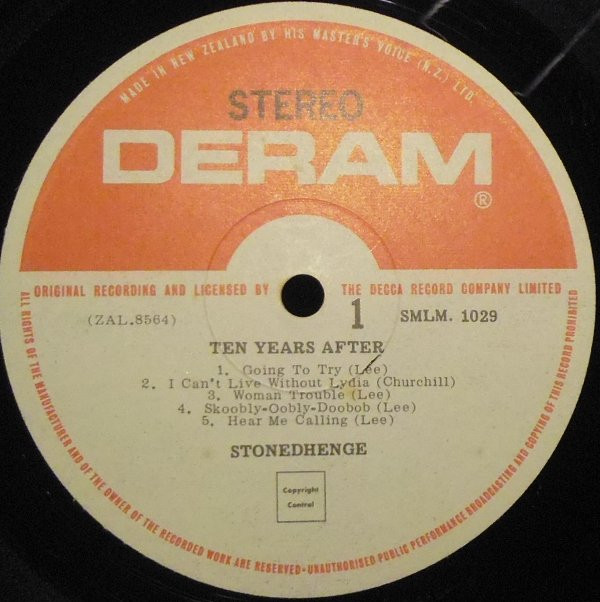 MADE IN NEW ZEALAND BY HIS MASTER'S VOICE (N.Z.) LTD.
STEREO
DERAM
®
ORIGINAL RECORDING AND LICENSED BY THE DECCA RECORD COMPANY LIMITED
(ZAL.8564) 1 SMLM. 1029
TEN YEARS AFTER
1. Going To Try (Lee)
2. I Can't Live Without Lydia (Churchill)
3. Woman Trouble (Lee)
4. Skoobly-Oobly-Doobob (Lee)
5. Hear Me Calling (Lee)
STONEDHENGE
Copyright
Control
ALL RIGHTS OF THE MANUFACTURER AND OF THE OWNER OF THE RECORDED WORK ARE RESERVED-UNAUTHORISED PUBLIC PERFORMANCE BROADCASTING AND COPYING OF THIS RECORD PROHIBITED